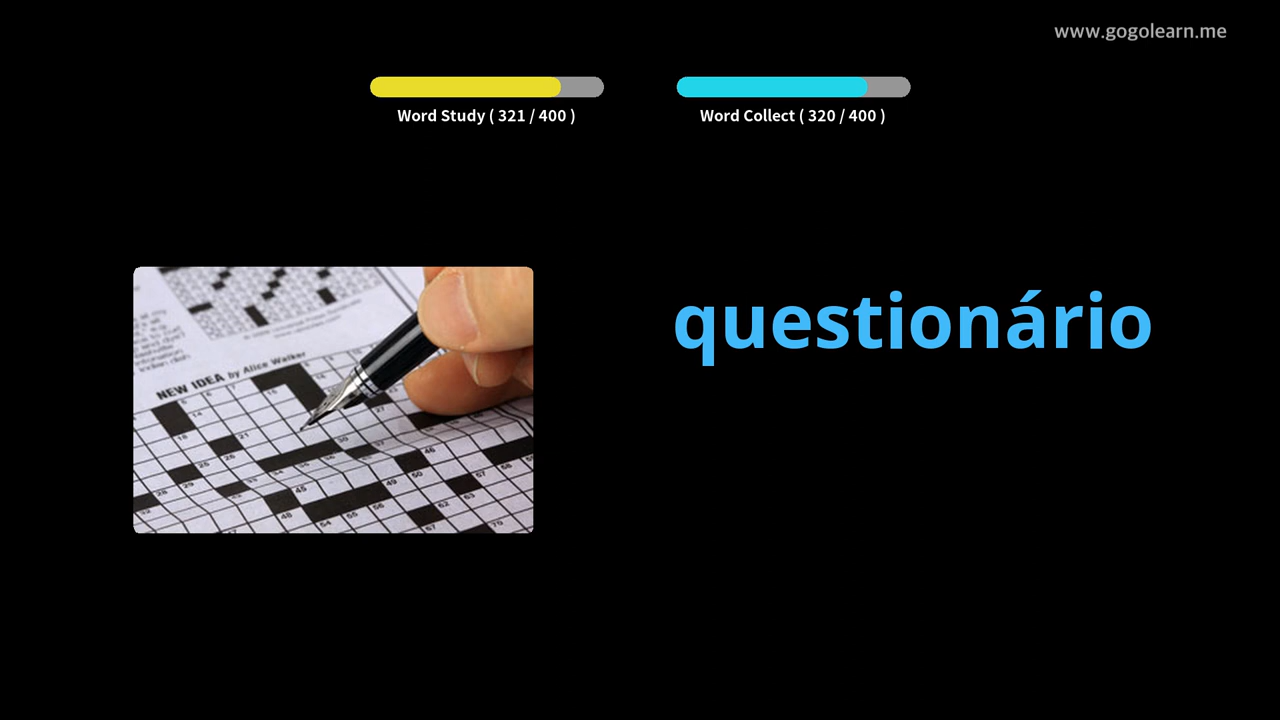 www.gogolearn.me
Word Study ( 321 / 400 )
Word Collect ( 320 / 400 )
questionário
NEW IDEA by Alice Walker